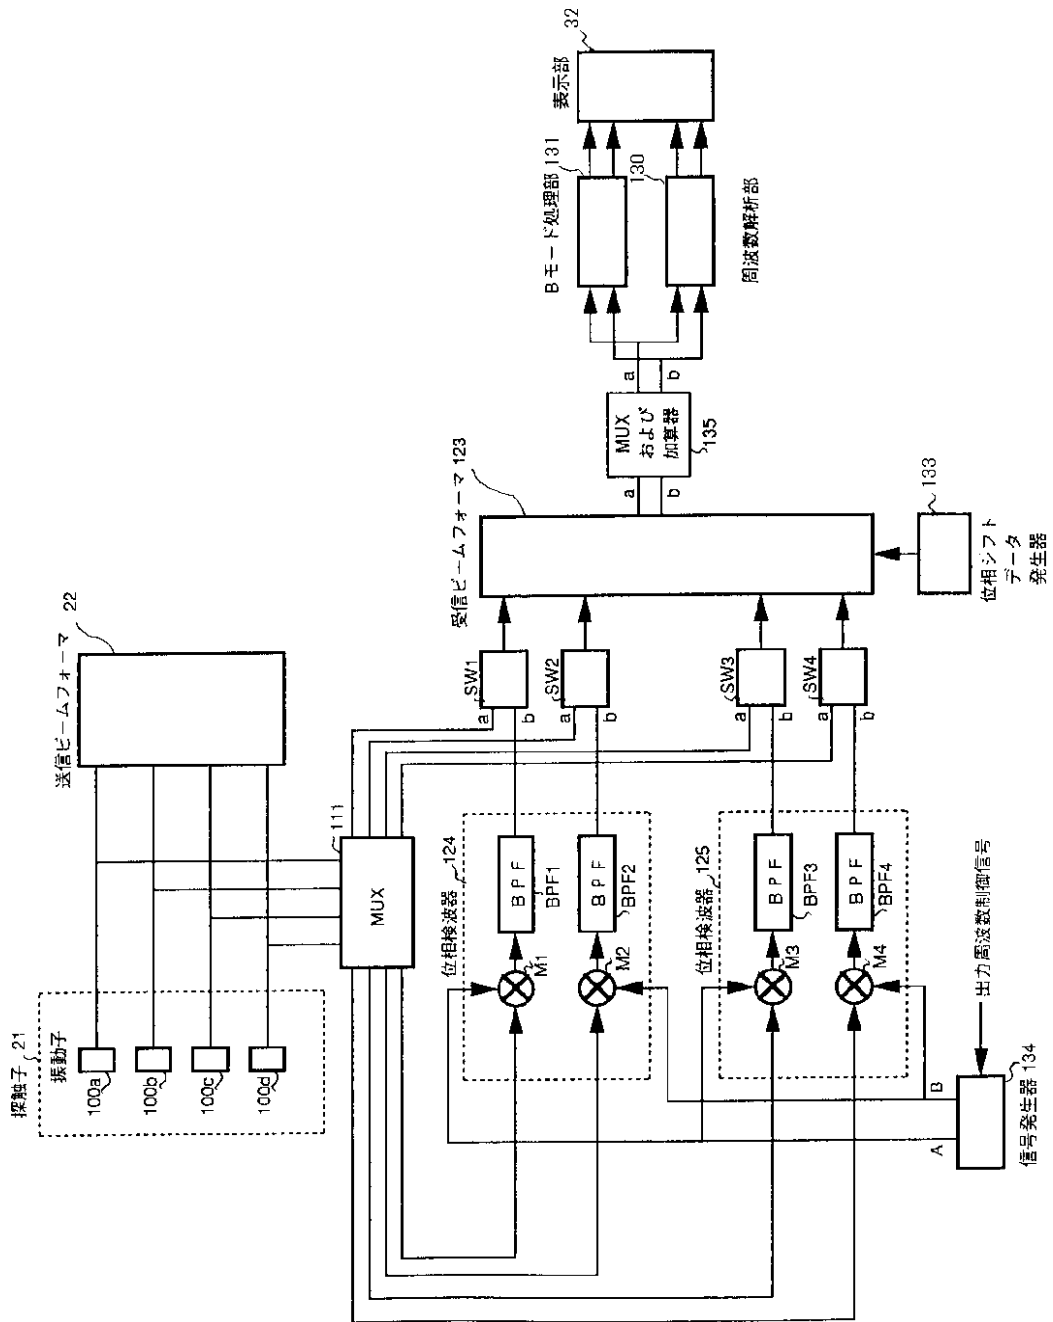 探触子 21
振動子
100a
100b
100c
100d
送信ビームフォーマ
22
MUX
111
位相検波器
124
M1
BPF
BPF1
M2
BPF
BPF2
位相検波器
125
M3
BPF
BPF3
M4
BPF
BPF4
信号発生器 134
A
B
出力周波数制御信号
SW1
a
b
SW2
a
b
SW3
a
b
SW4
a
b
受信ビームフォーマ 123
位相シフト
データ
発生器
133
a
b
MUX
および
加算器
135
a
b
Bモード処理部 131
130
周波数解析部
表示部
32